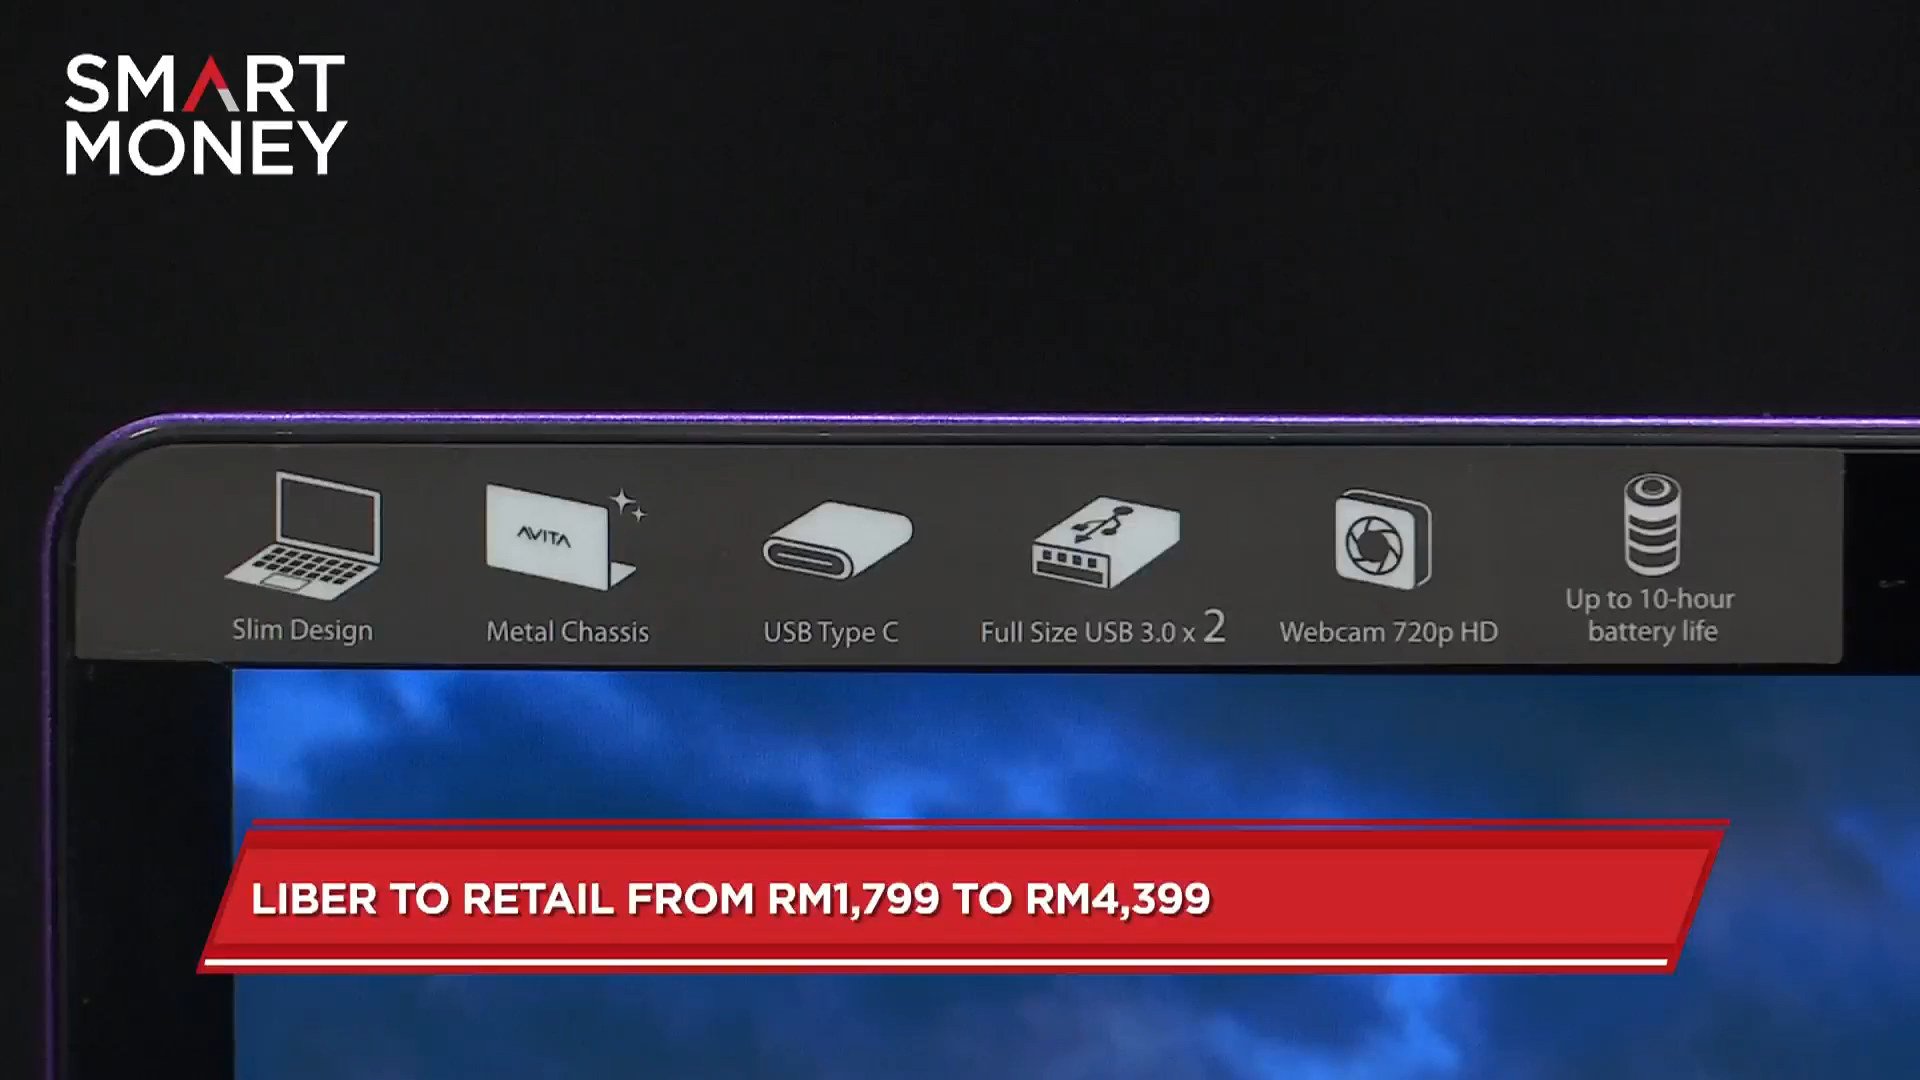 SMART
MONEY
AVITA
Slim Design
Metal Chassis
USB Type C
Full Size USB 3.0 x 2
Webcam 720p HD
Up to 10-hour
battery life
LIBER TO RETAIL FROM RM1,799 TO RM4,399